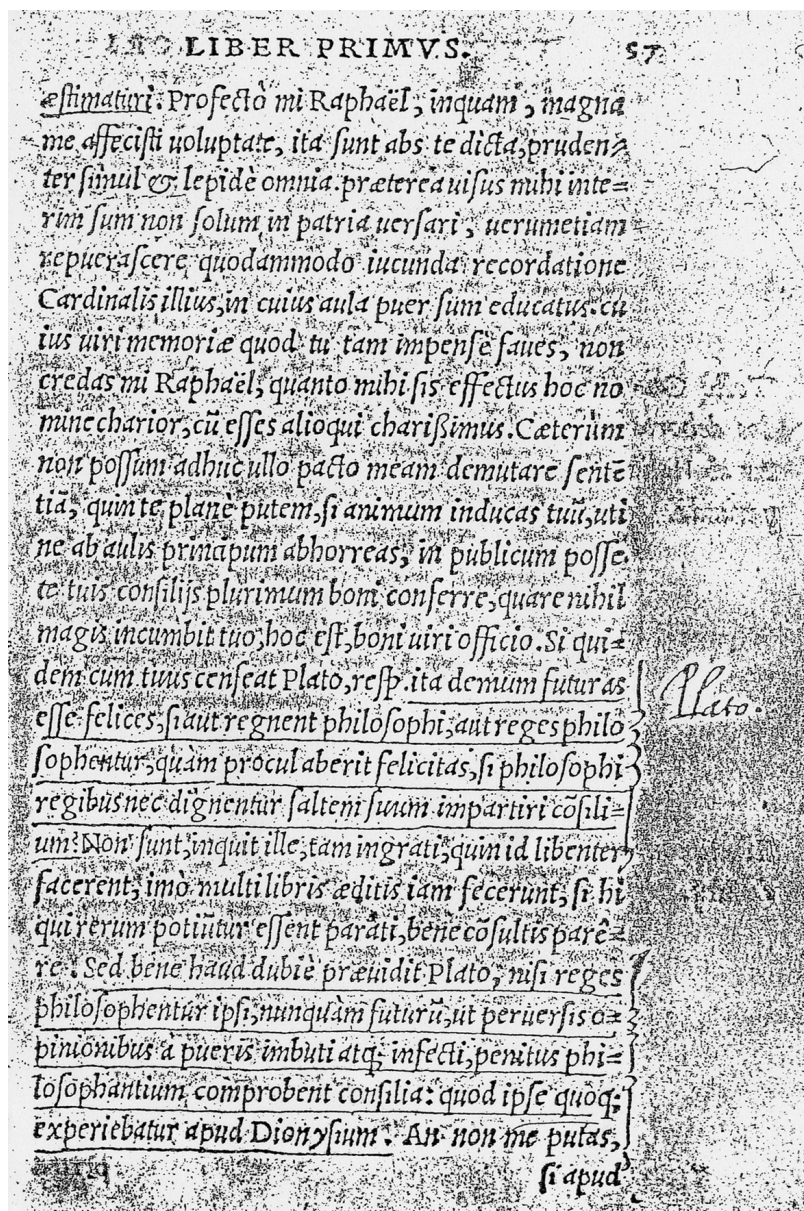 LIBER PRIMVS. 57
æstimaturi. Profectò mi Raphaël, inquam, magna
me affecisti uoluptate, ita sunt abs te dicta, pruden-
ter simul & lepidè omnia. præterea uisus mihi inte-
rim sum non solum in patria uersari, uerumetiam
repuerascere quodammodo iucunda recordatione
Cardinalis illius, in cuius aula puer sum educatus. cu
ius uiri memoriæ quod tu tam impensè faues, non
credas mi Raphaël, quanto mihi sis effectus hoc no
mine charior, cũ esses alioqui charißimus. Cæterùm
non possum adhuc ullo pacto meam demutare sentẽ
tiã, quin te planè putem, si animum inducas tuũ, uti
ne ab aulis principum abhorreas, in publicum posse.
te tuis consilijs plurimum boni conferre, quare nihil
magis incumbit tuo, hoc est, boni uiri officio. Si qui-
dem cum tuus censeat Plato, resp. ita demum futuras
Plato.
esse felices, si aut regnent philosophi, aut reges philo
sophentur, quàm procul aberit felicitas, si philosophi
regibus nec dignentur saltem suum impartiri cõsili-
um? Non sunt, inquit ille, tam ingrati, quin id libenter
facerent, imò multi libris æditis iam fecerunt, si hi
qui rerum potiũtur essent parati, bene cõsultis parê-
re. Sed bene haud dubiè præuidit Plato, nisi reges
philosophentur ipsi, nunquàm futurũ, ut peruersis o-
pinionibus à pueris imbuti atq; infecti, penitus phi-
losophantium comprobent consilia: quod ipse quoq;
experiebatur apud Dionysium. An non me putas,
si apud